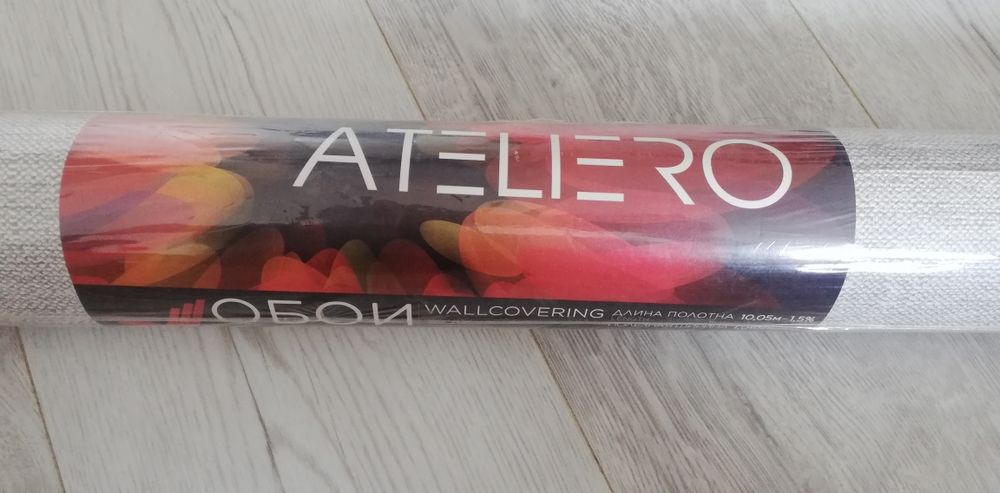 ATELIERO
ОБОИ WALLCOVERING ДЛИНА ПОЛОТНА 10,05м-1,5%